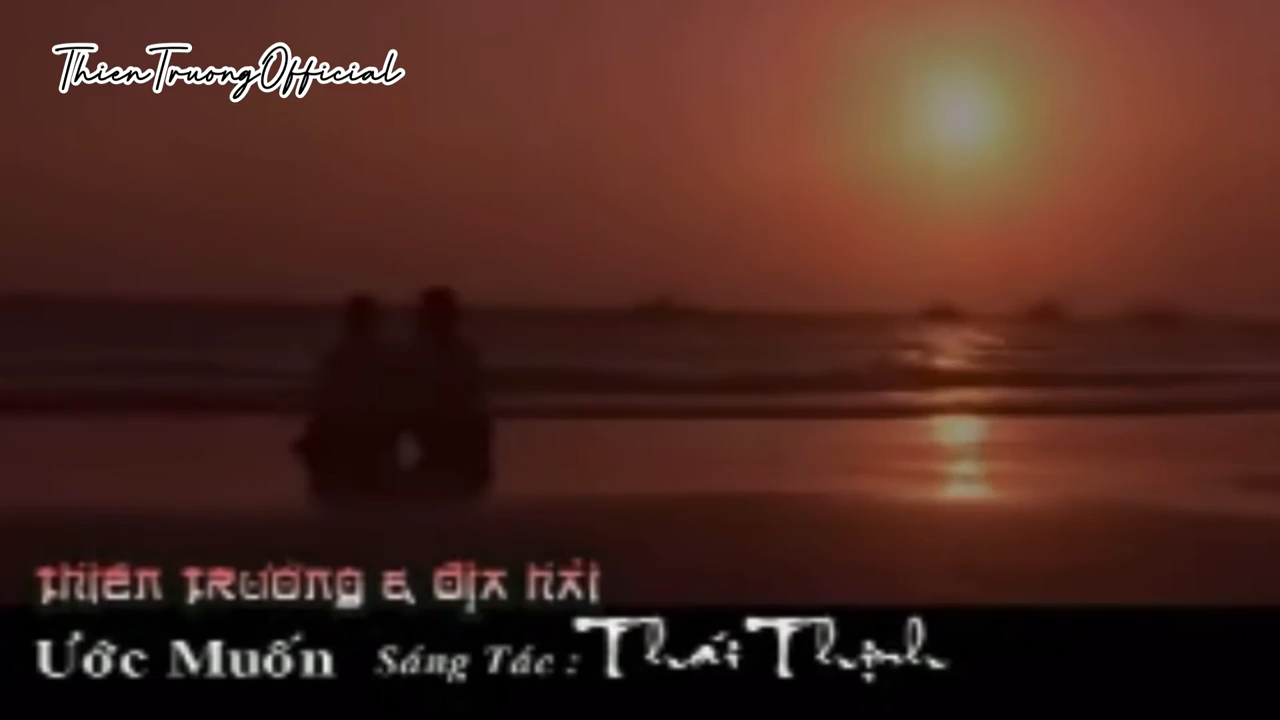 ThienTruongOfficial
thiên trường & địa hải
Ước Muốn Sáng Tác : Thái Thịnh